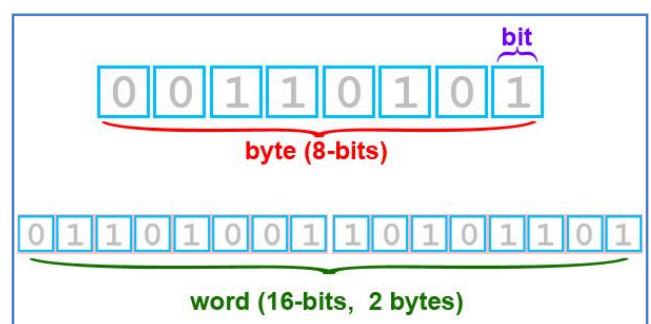 bit
0 0 1 1 0 1 0 1
byte (8-bits)
0 1 1 0 1 0 0 1 1 0 1 0 1 1 0 1
word (16-bits, 2 bytes)